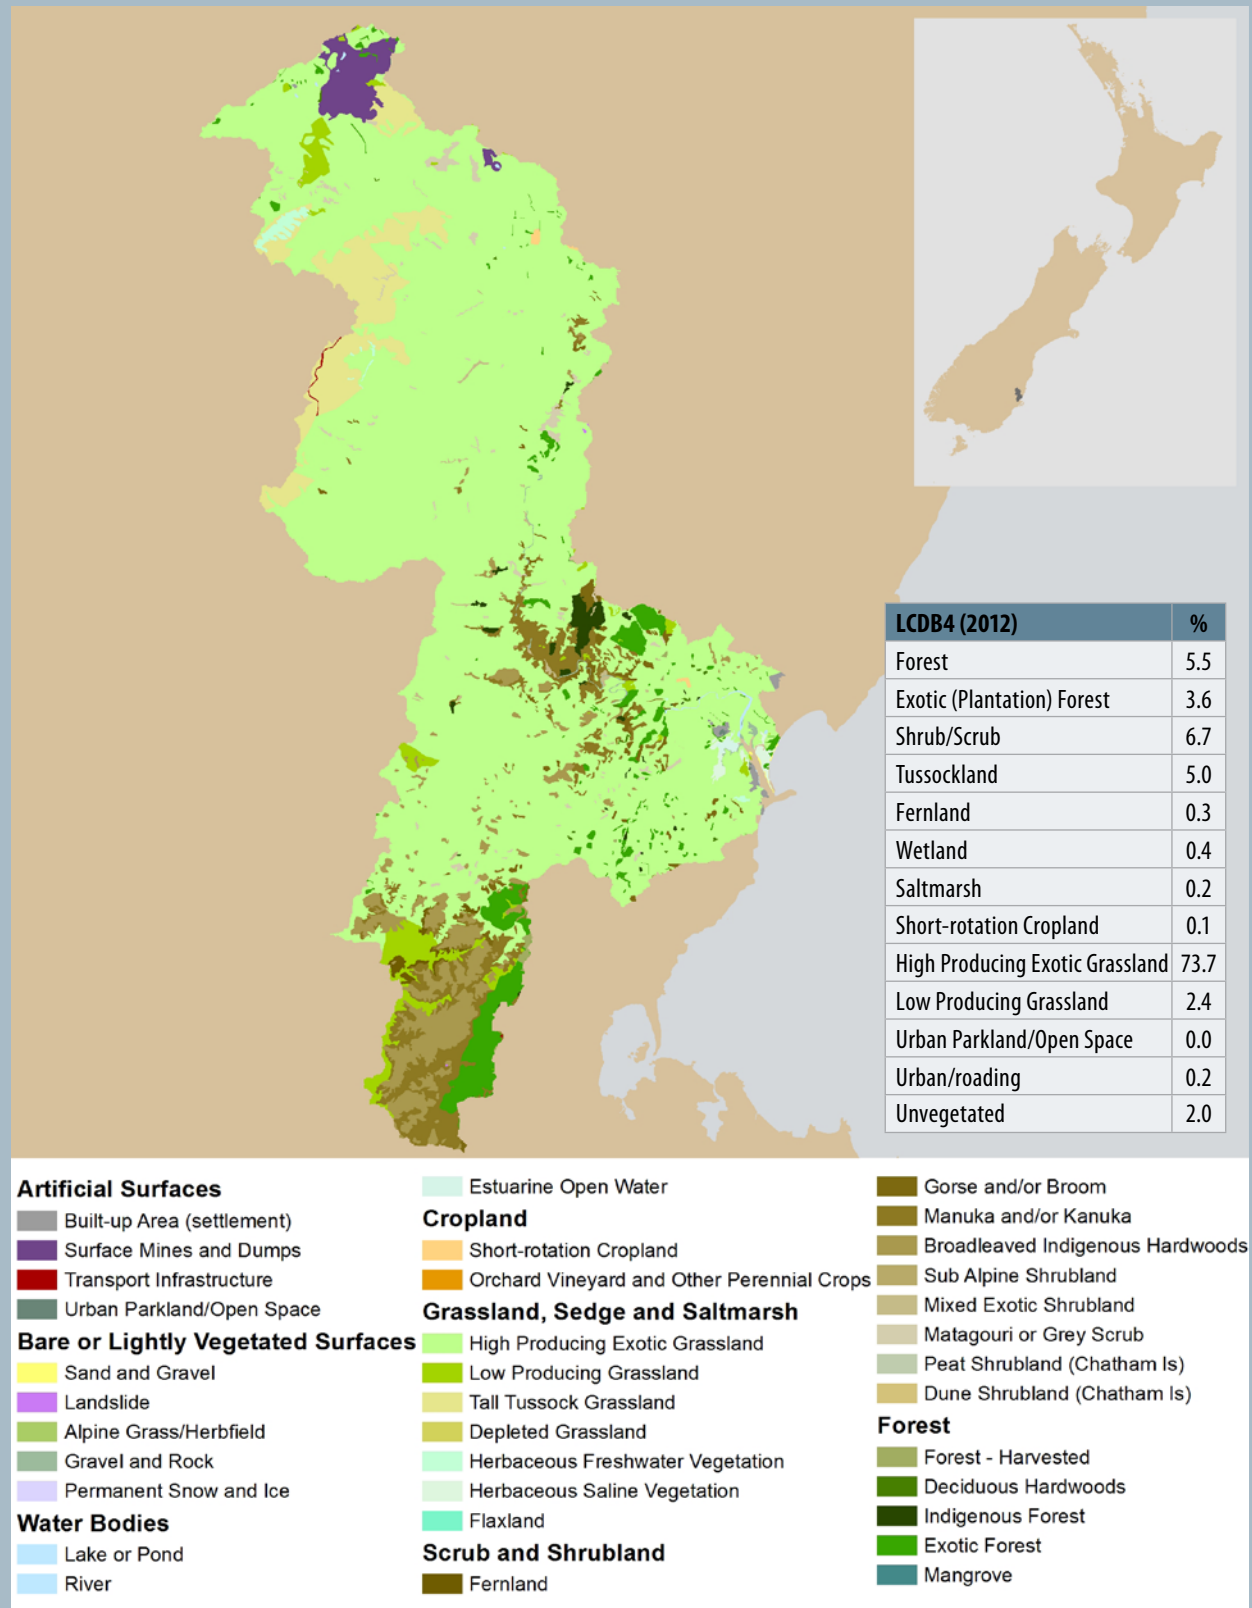 LCDB4 (2012) %
Forest 5.5
Exotic (Plantation) Forest 3.6
Shrub/Scrub 6.7
Tussockland 5.0
Fernland 0.3
Wetland 0.4
Saltmarsh 0.2
Short-rotation Cropland 0.1
High Producing Exotic Grassland 73.7
Low Producing Grassland 2.4
Urban Parkland/Open Space 0.0
Urban/roading 0.2
Unvegetated 2.0
Artificial Surfaces
Built-up Area (settlement)
Surface Mines and Dumps
Transport Infrastructure
Urban Parkland/Open Space
Bare or Lightly Vegetated Surfaces
Sand and Gravel
Landslide
Alpine Grass/Herbfield
Gravel and Rock
Permanent Snow and Ice
Water Bodies
Lake or Pond
River
Estuarine Open Water
Cropland
Short-rotation Cropland
Orchard Vineyard and Other Perennial Crops
Grassland, Sedge and Saltmarsh
High Producing Exotic Grassland
Low Producing Grassland
Tall Tussock Grassland
Depleted Grassland
Herbaceous Freshwater Vegetation
Herbaceous Saline Vegetation
Flaxland
Scrub and Shrubland
Fernland
Gorse and/or Broom
Manuka and/or Kanuka
Broadleaved Indigenous Hardwoods
Sub Alpine Shrubland
Mixed Exotic Shrubland
Matagouri or Grey Scrub
Peat Shrubland (Chatham Is)
Dune Shrubland (Chatham Is)
Forest
Forest - Harvested
Deciduous Hardwoods
Indigenous Forest
Exotic Forest
Mangrove